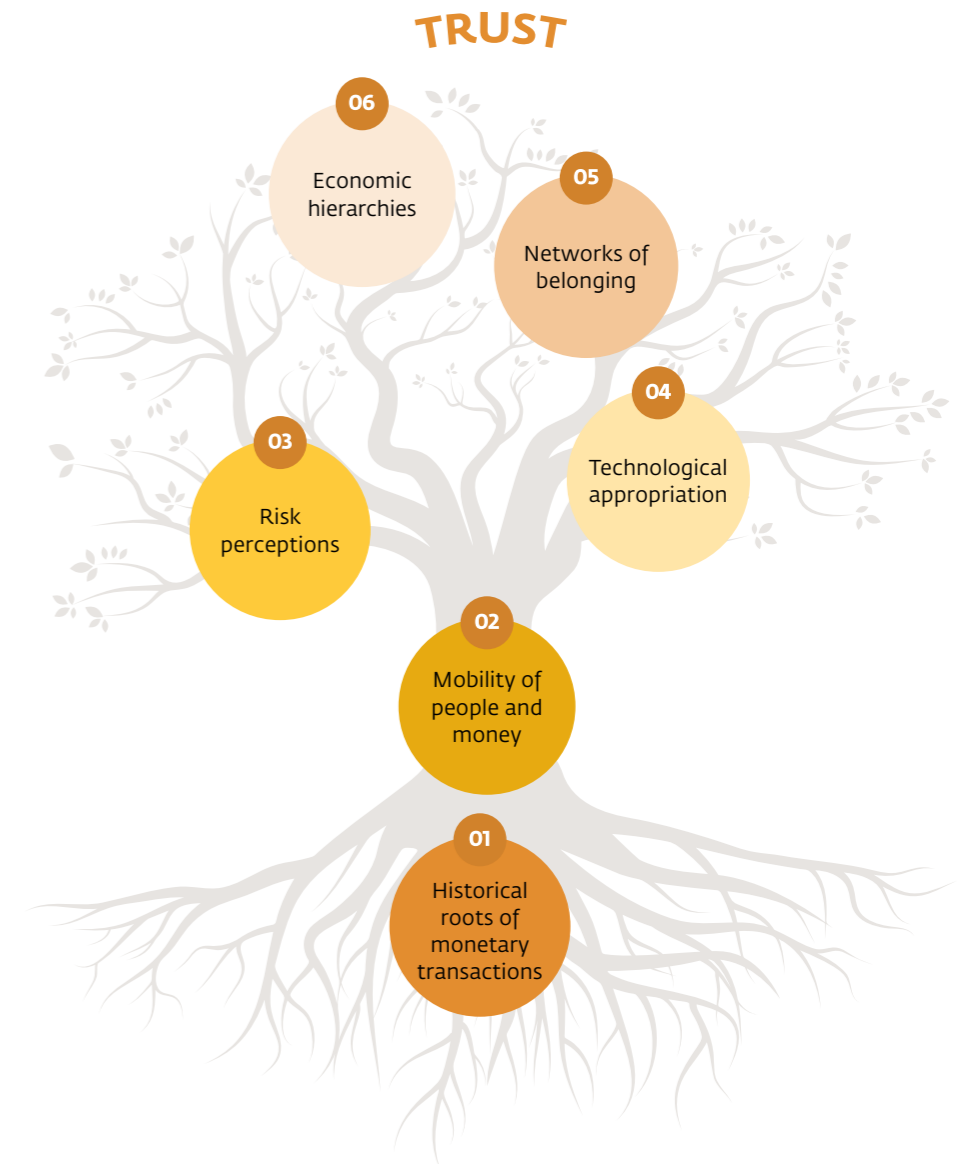 TRUST
06
Economic
hierarchies
05
Networks of
belonging
04
Technological
appropriation
03
Risk
perceptions
02
Mobility of
people and
money
01
Historical
roots of
monetary
transactions